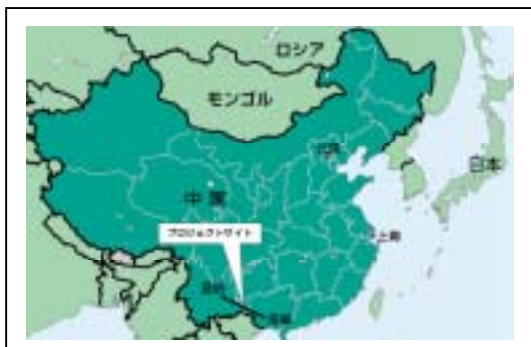 ロシア
モンゴル
北京
日本
中国
プロジェクトサイト
上海